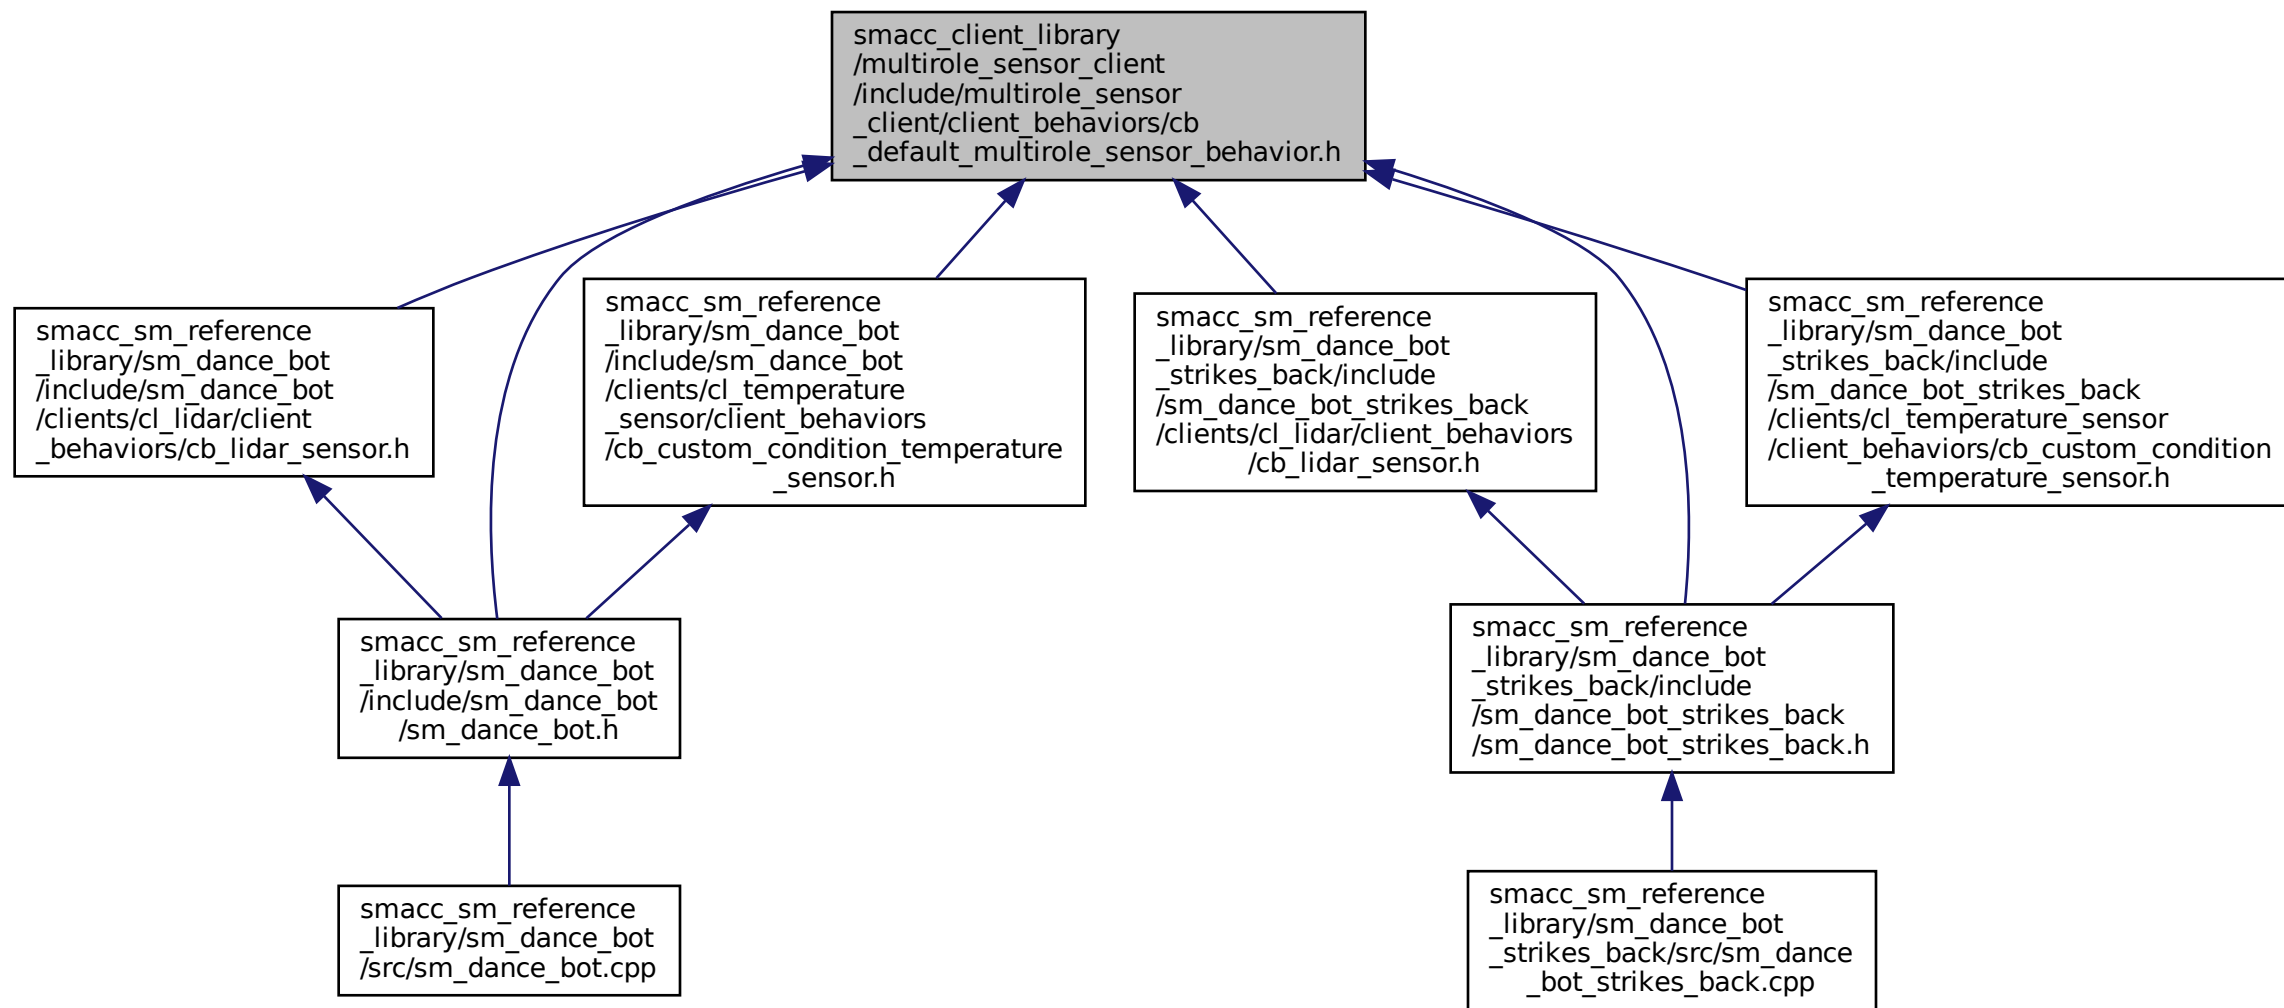 smacc_client_library
/multirole_sensor_client
/include/multirole_sensor
_client/client_behaviors/cb
_default_multirole_sensor_behavior.h
smacc_sm_reference
_library/sm_dance_bot
/include/sm_dance_bot
/clients/cl_lidar/client
_behaviors/cb_lidar_sensor.h
smacc_sm_reference
_library/sm_dance_bot
/include/sm_dance_bot
/clients/cl_temperature
_sensor/client_behaviors
/cb_custom_condition_temperature
_sensor.h
smacc_sm_reference
_library/sm_dance_bot
_strikes_back/include
/sm_dance_bot_strikes_back
/clients/cl_lidar/client_behaviors
/cb_lidar_sensor.h
smacc_sm_reference
_library/sm_dance_bot
_strikes_back/include
/sm_dance_bot_strikes_back
/clients/cl_temperature_sensor
/client_behaviors/cb_custom_condition
_temperature_sensor.h
smacc_sm_reference
_library/sm_dance_bot
/include/sm_dance_bot
/sm_dance_bot.h
smacc_sm_reference
_library/sm_dance_bot
_strikes_back/include
/sm_dance_bot_strikes_back
/sm_dance_bot_strikes_back.h
smacc_sm_reference
_library/sm_dance_bot
/src/sm_dance_bot.cpp
smacc_sm_reference
_library/sm_dance_bot
_strikes_back/src/sm_dance
_bot_strikes_back.cpp